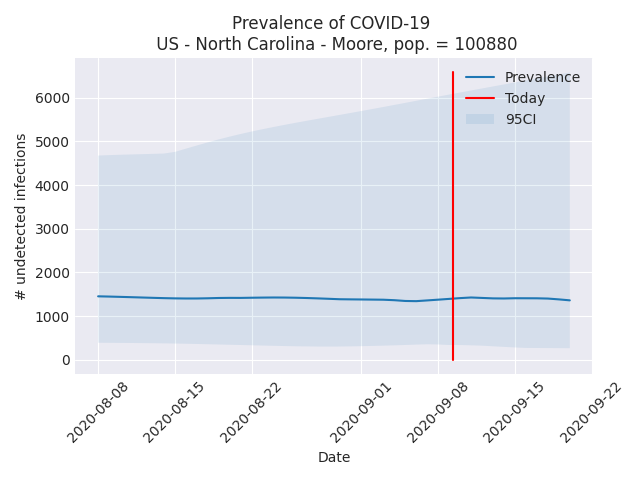 Prevalence of COVID-19
US - North Carolina - Moore, pop. = 100880
# undetected infections
6000
5000
4000
3000
2000
1000
0
Prevalence
Today
95CI
2020-08-08
2020-08-15
2020-08-22
2020-09-01
2020-09-08
2020-09-15
2020-09-22
Date